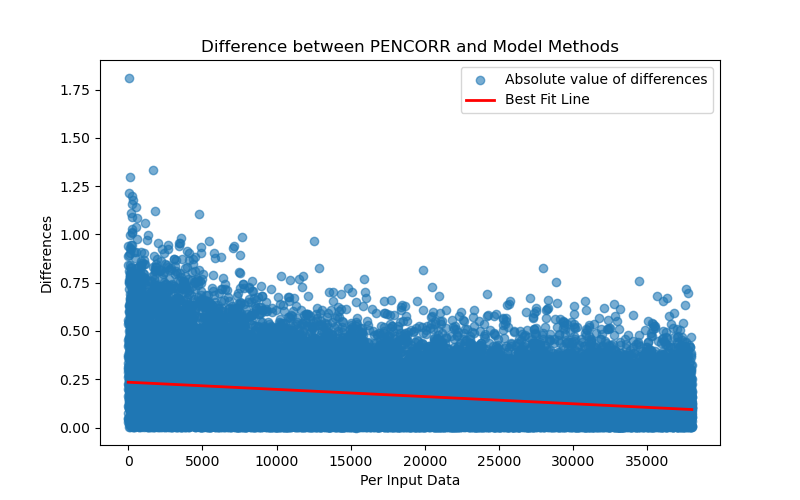 Difference between PENCORR and Model Methods
Absolute value of differences
Best Fit Line
Differences
1.75
1.50
1.25
1.00
0.75
0.50
0.25
0.00
0 5000 10000 15000 20000 25000 30000 35000
Per Input Data